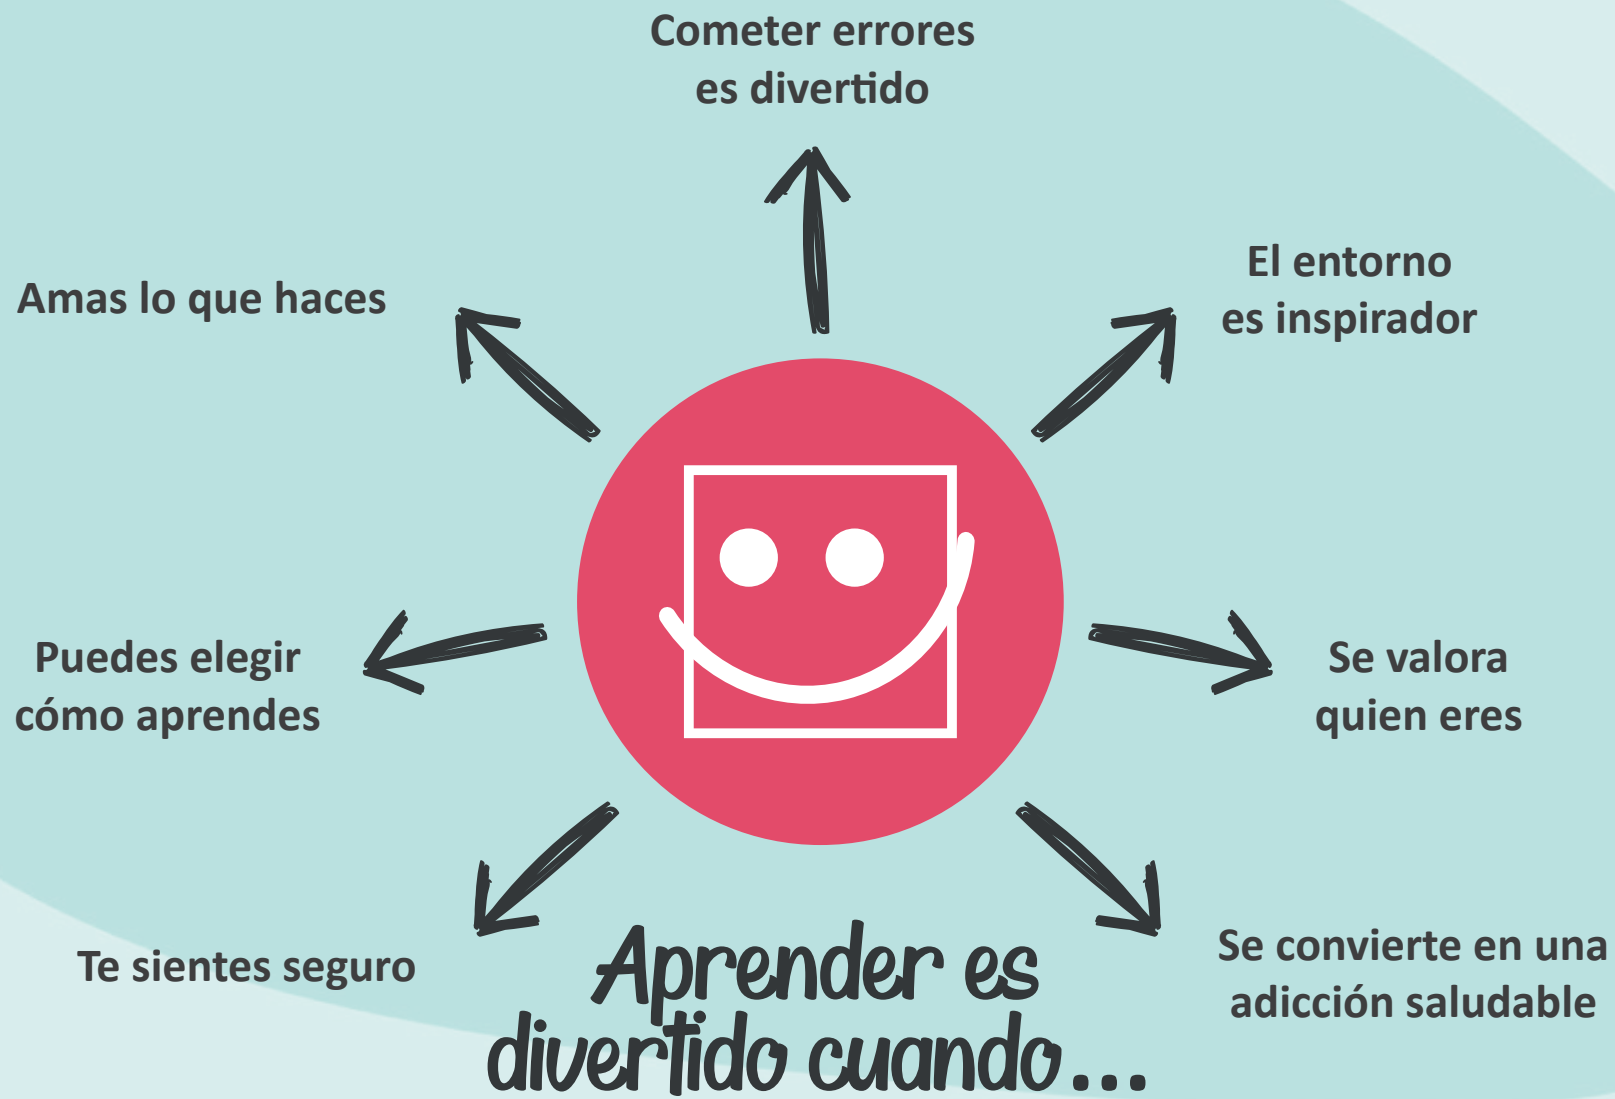 Cometer errores
es divertido
Amas lo que haces
El entorno
es inspirador
Puedes elegir
cómo aprendes
Se valora
quien eres
Te sientes seguro
Se convierte en una
adicción saludable
Aprender es
divertido cuando...